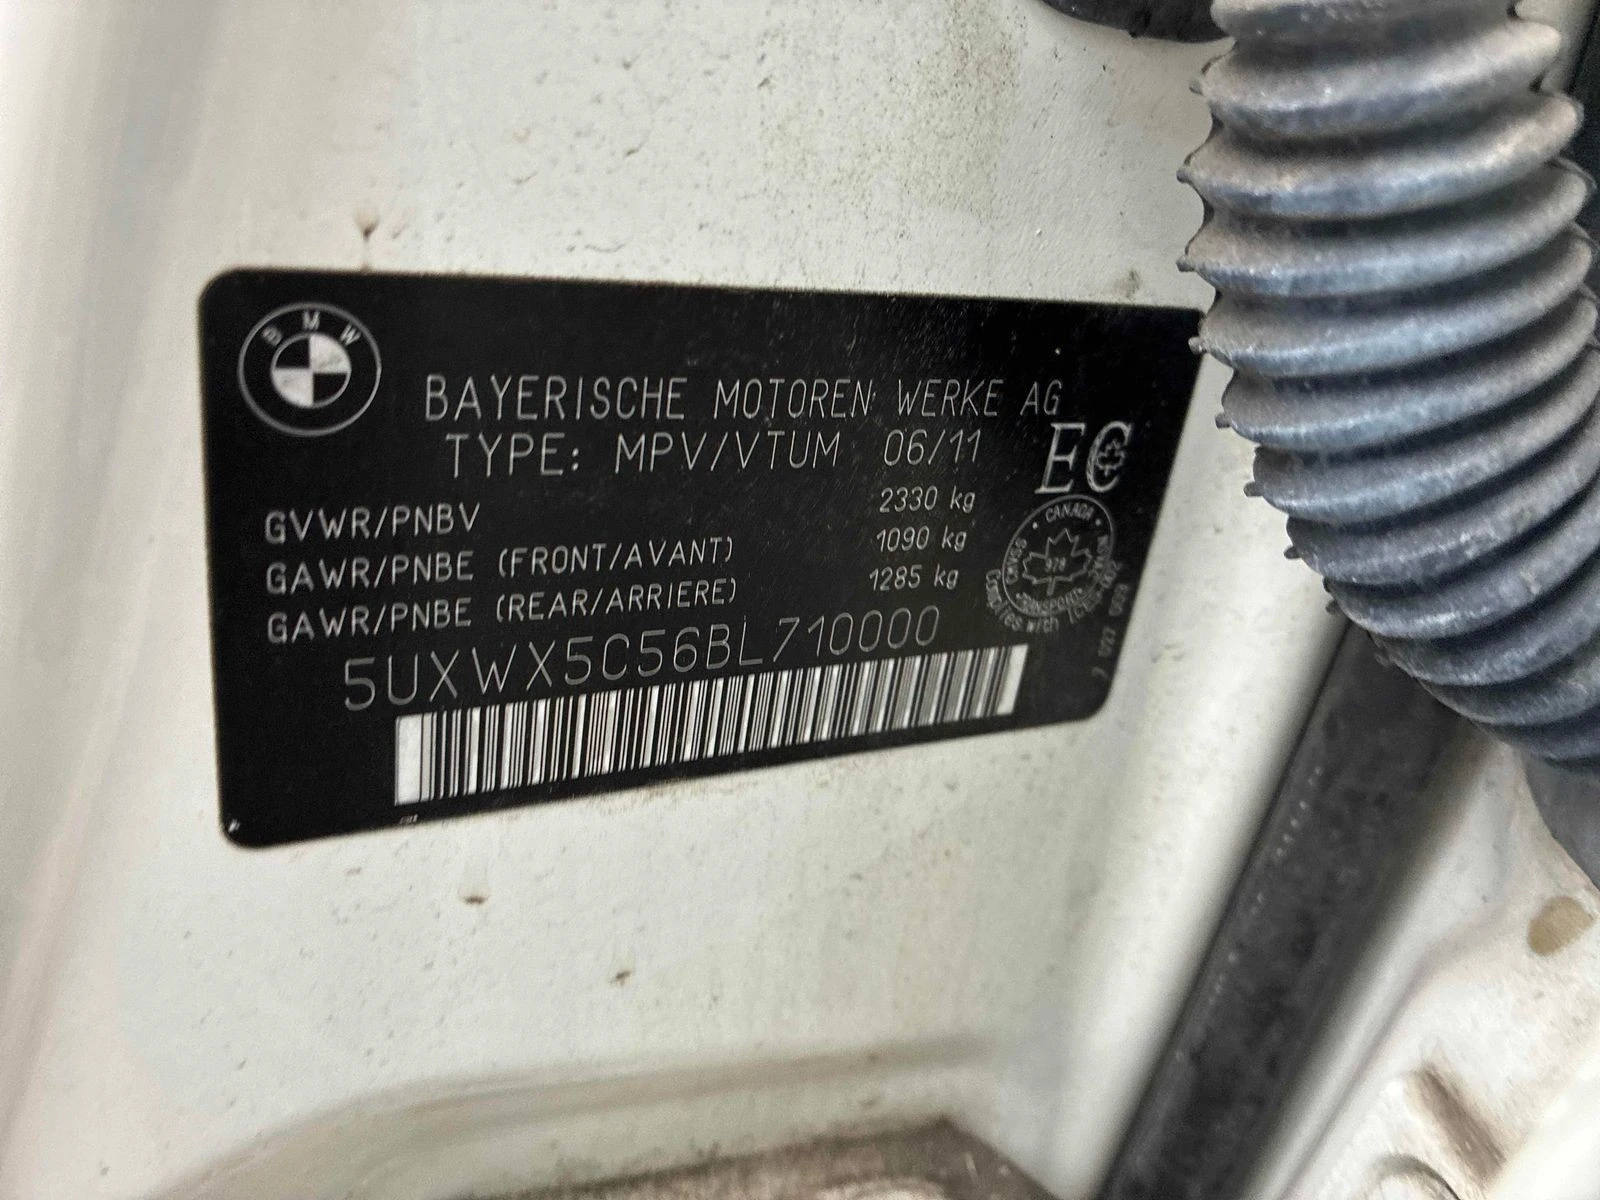 BMW
BAYERISCHE MOTOREN WERKE AG
TYPE: MPV/VTUM 06/11
EC
GVWR/PNBV 2330 kg
GAWR/PNBE (FRONT/AVANT) 1090 kg
GAWR/PNBE (REAR/ARRIERE) 1285 kg
CANADA
TRANSPORTS
5UXWX5C56BL710000